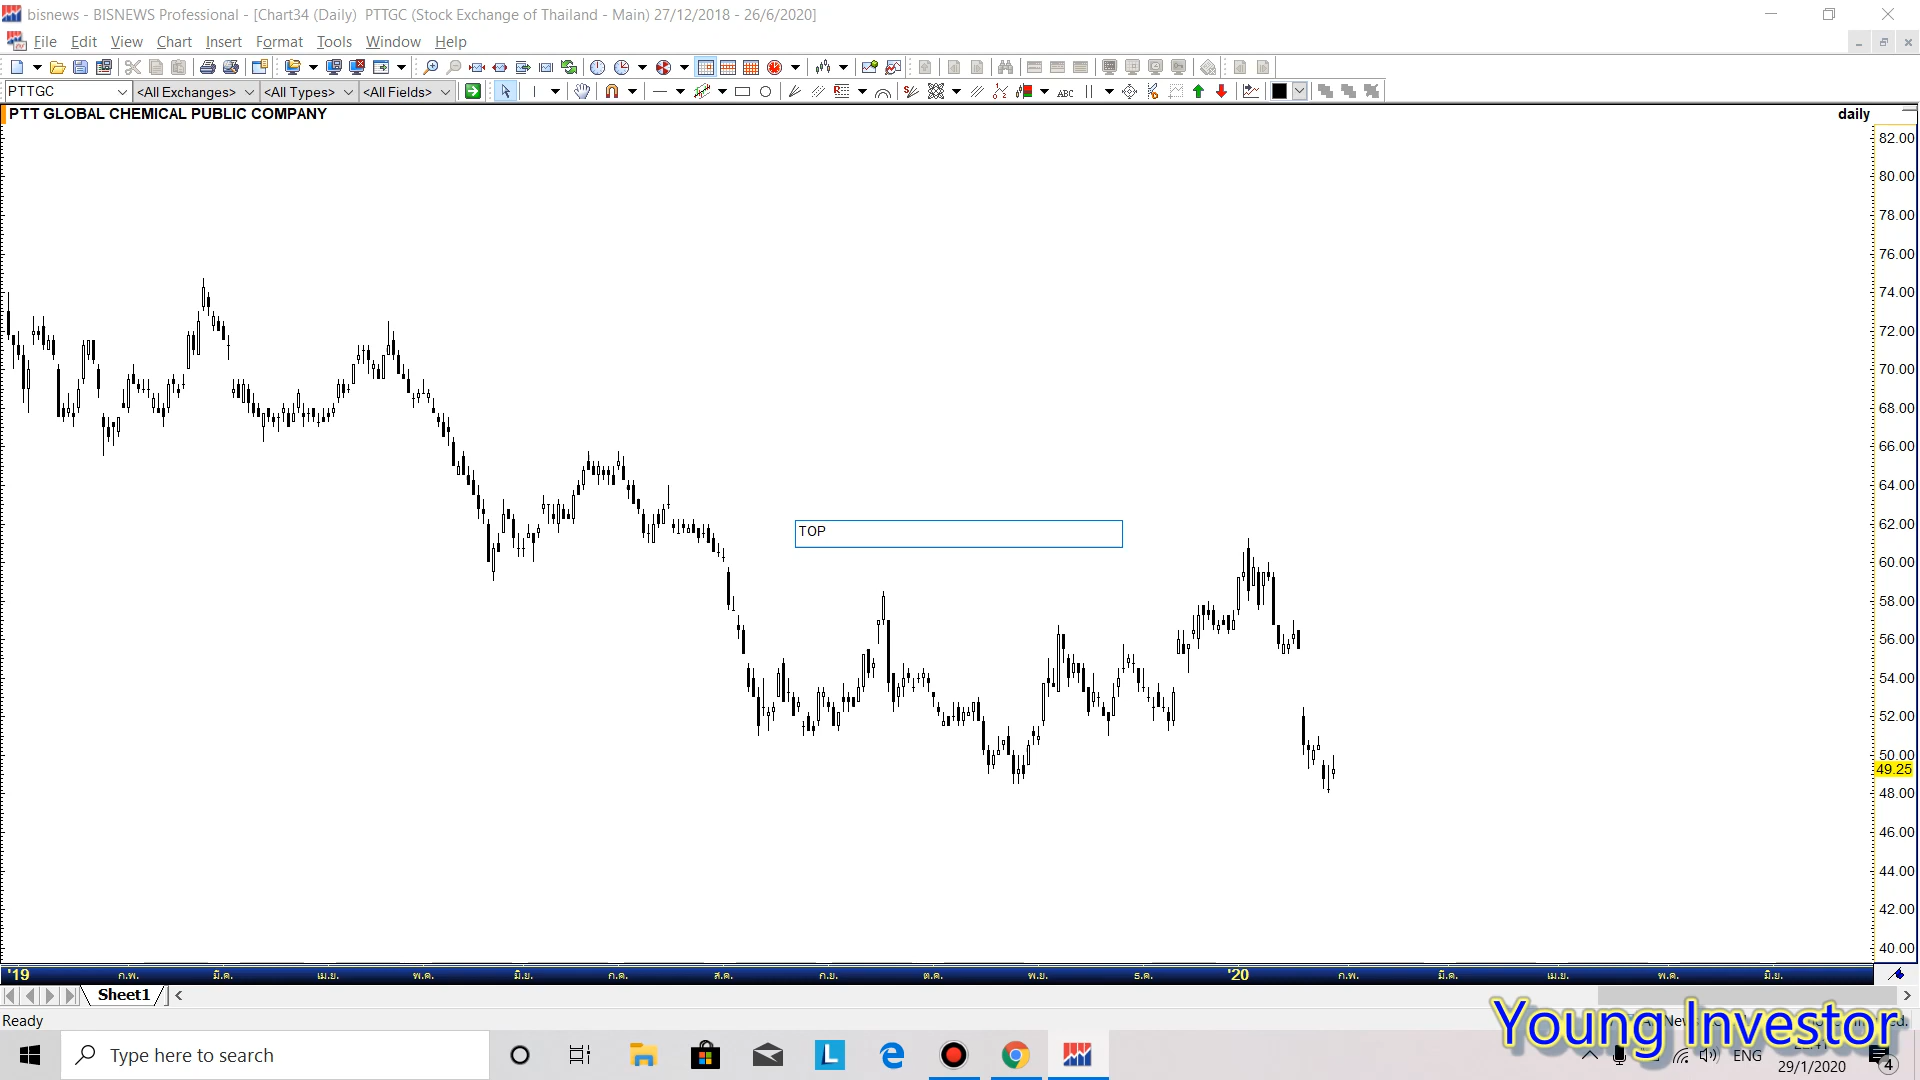 bisnews - BISNEWS Professional - [Chart34 (Daily)  PTTGC (Stock Exchange of Thailand - Main) 27/12/2018 - 26/6/2020]
File Edit View Chart Insert Format Tools Window Help
PTTGC <All Exchanges> <All Types> <All Fields> ABC
PTT GLOBAL CHEMICAL PUBLIC COMPANY daily
82.00
80.00
78.00
76.00
74.00
72.00
70.00
68.00
66.00
64.00
62.00
TOP
60.00
58.00
56.00
54.00
52.00
50.00
49.25
48.00
46.00
44.00
42.00
40.00
'19 ก.พ. มี.ค. เม.ย. พ.ค. มิ.ย. ก.ค. ส.ค. ก.ย. ต.ค. พ.ย. ธ.ค. '20 ก.พ. มี.ค. เม.ย. พ.ค. มิ.ย.
Sheet1
Ready
Young Investor
Type here to search
ENG
29/1/2020
4